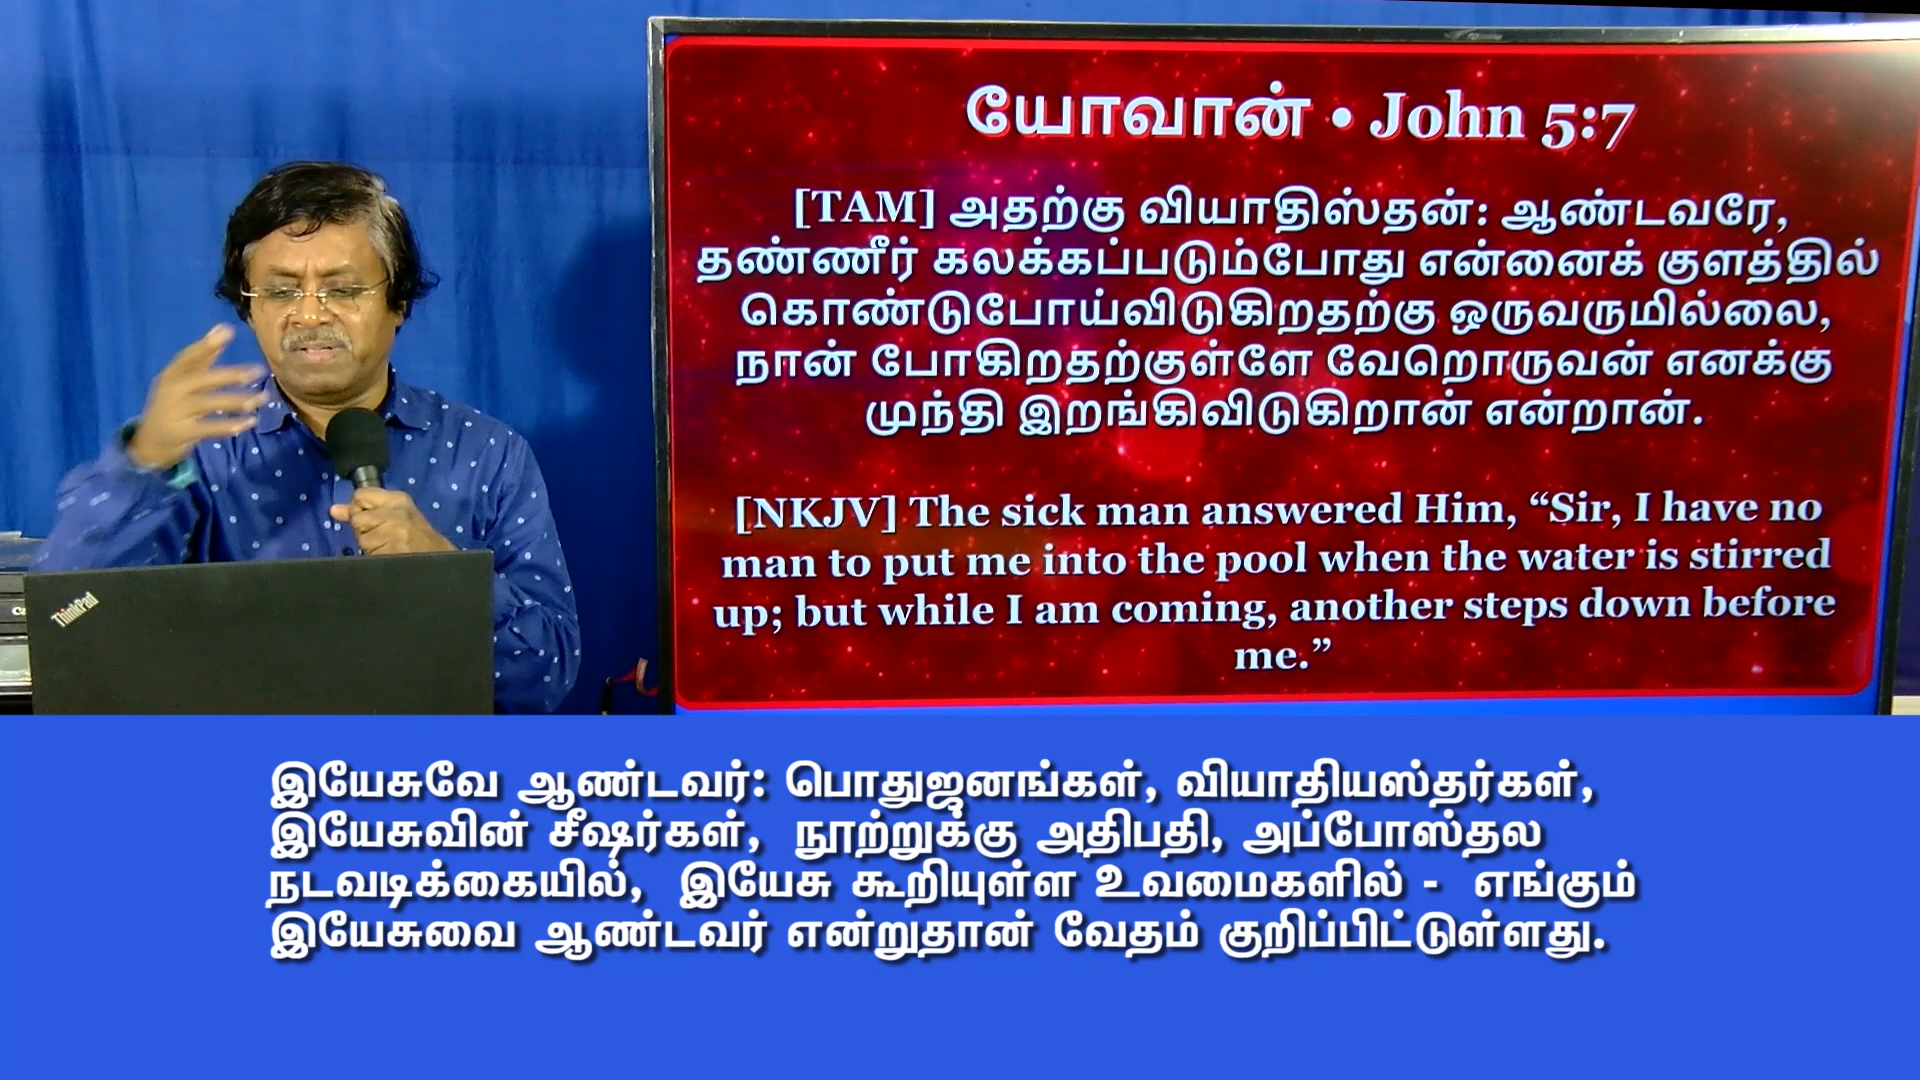 யோவான் • John 5:7
[TAM] அதற்கு வியாதிஸ்தன்: ஆண்டவரே,
தண்ணீர் கலக்கப்படும்போது என்னைக் குளத்தில்
கொண்டுபோய்விடுகிறதற்கு ஒருவருமில்லை,
நான் போகிறதற்குள்ளே வேறொருவன் எனக்கு
முந்தி இறங்கிவிடுகிறான் என்றான்.
[NKJV] The sick man answered Him, “Sir, I have no
man to put me into the pool when the water is stirred
up; but while I am coming, another steps down before
me.”
ThinkPad
இயேசுவே ஆண்டவர்: பொதுஜனங்கள், வியாதியஸ்தர்கள்,
இயேசுவின் சீஷர்கள், நூற்றுக்கு அதிபதி, அப்போஸ்தல
நடவடிக்கையில், இயேசு கூறியுள்ள உவமைகளில் - எங்கும்
இயேசுவை ஆண்டவர் என்றுதான் வேதம் குறிப்பிட்டுள்ளது.